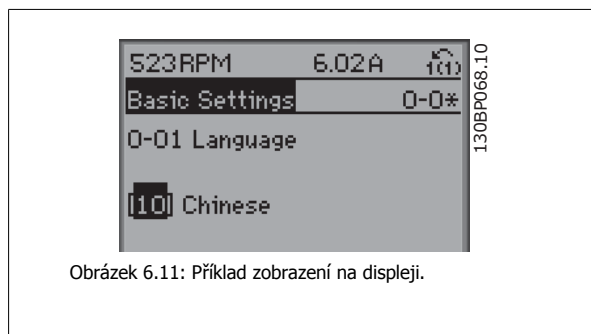 523RPM 6.02A 1(1)
Basic Settings 0-0*
0-01 Language
[10] Chinese
130BP068.10
Obrázek 6.11: Příklad zobrazení na displeji.